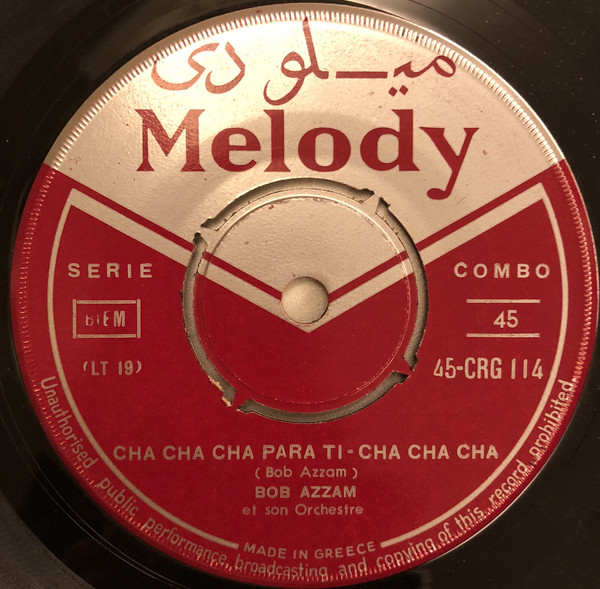 ميـلودى
Melody
SERIE
COMBO
BIEM
45
(LT 19)
45-CRG 114
CHA CHA CHA PARA TI - CHA CHA CHA
( Bob Azzam )
BOB AZZAM
et son Orchestre
MADE IN GREECE
Unauthorised public performance broadcasting and copying of this record prohibited.